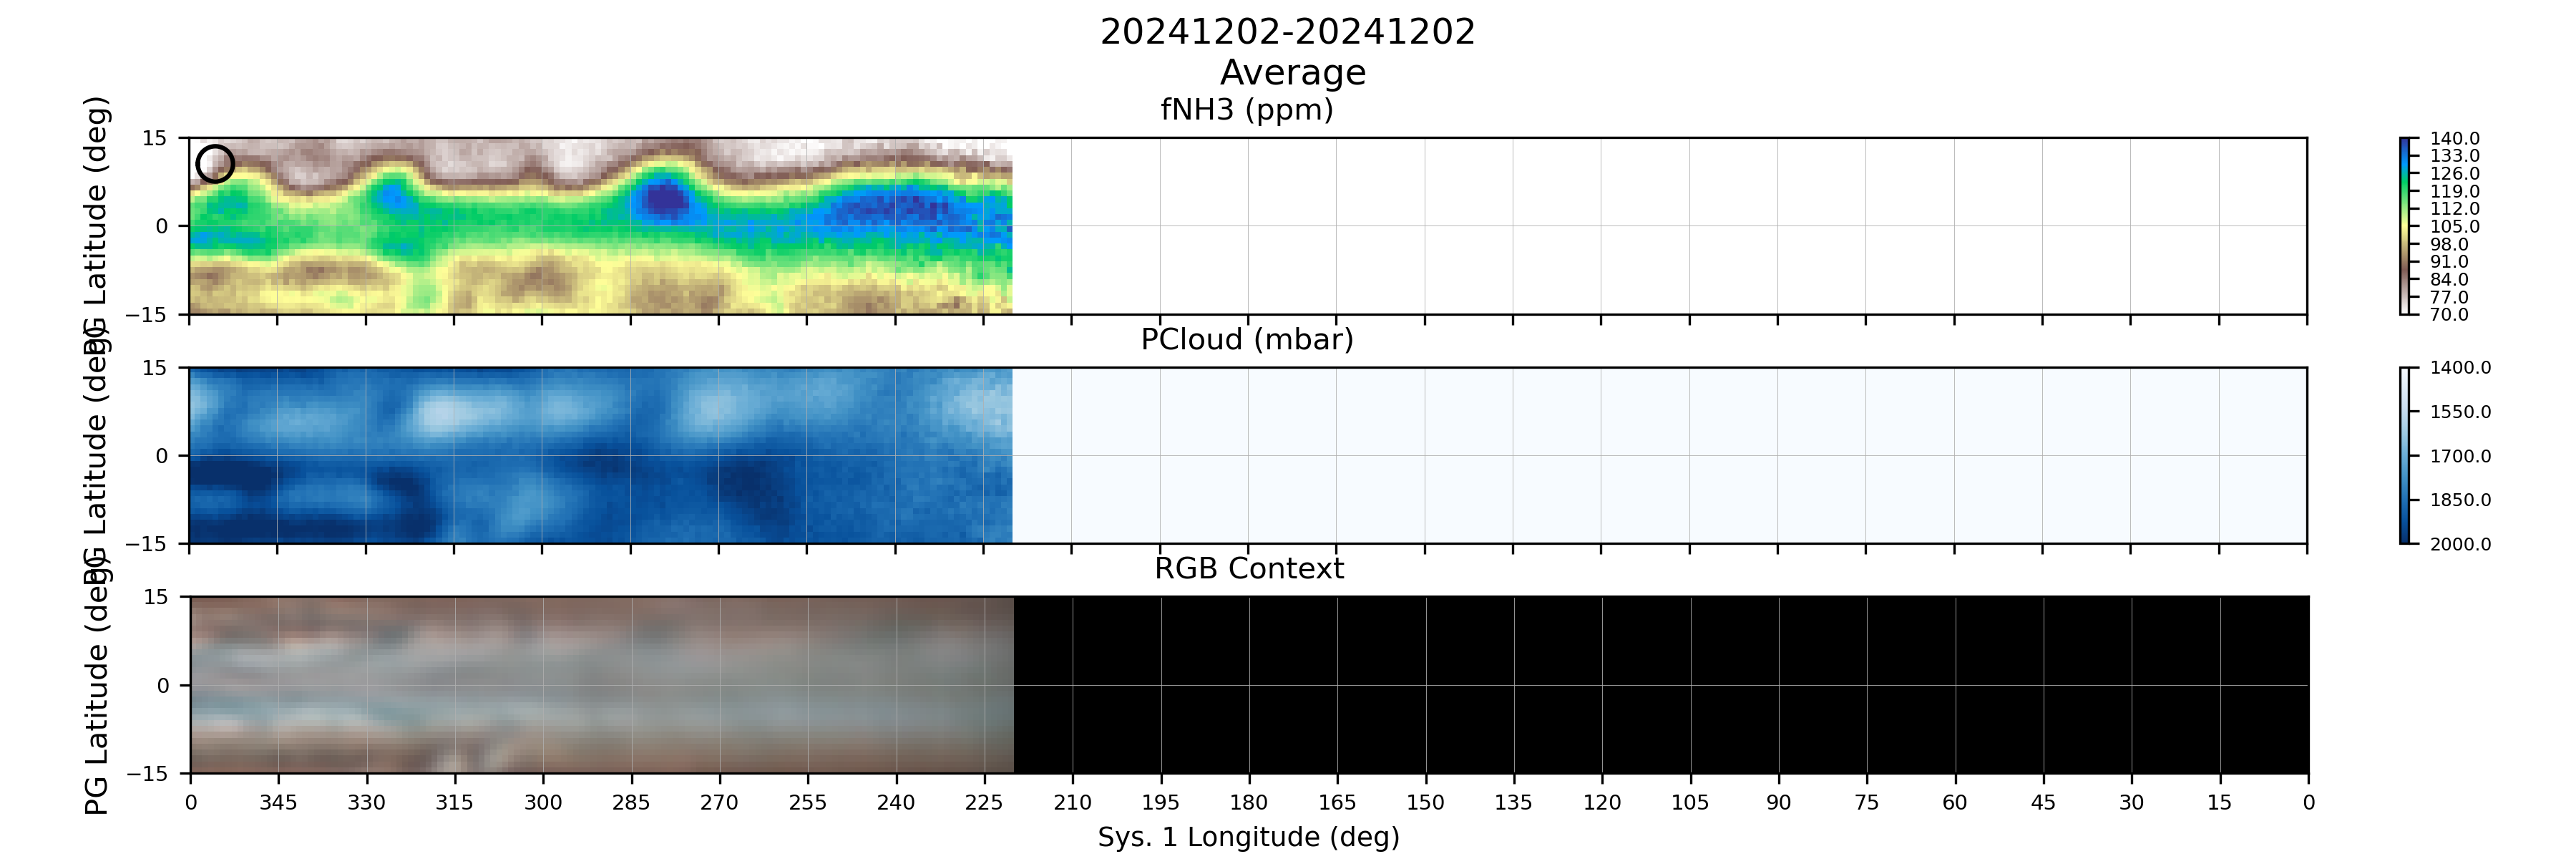 20241202-20241202
Average
fNH3 (ppm)
PG Latitude (deg)
15
0
−15
140.0
133.0
126.0
119.0
112.0
105.0
98.0
91.0
84.0
77.0
70.0
PCloud (mbar)
PG Latitude (deg)
15
0
−15
1400.0
1550.0
1700.0
1850.0
2000.0
RGB Context
PG Latitude (deg)
15
0
−15
0 345 330 315 300 285 270 255 240 225 210 195 180 165 150 135 120 105 90 75 60 45 30 15 0
Sys. 1 Longitude (deg)